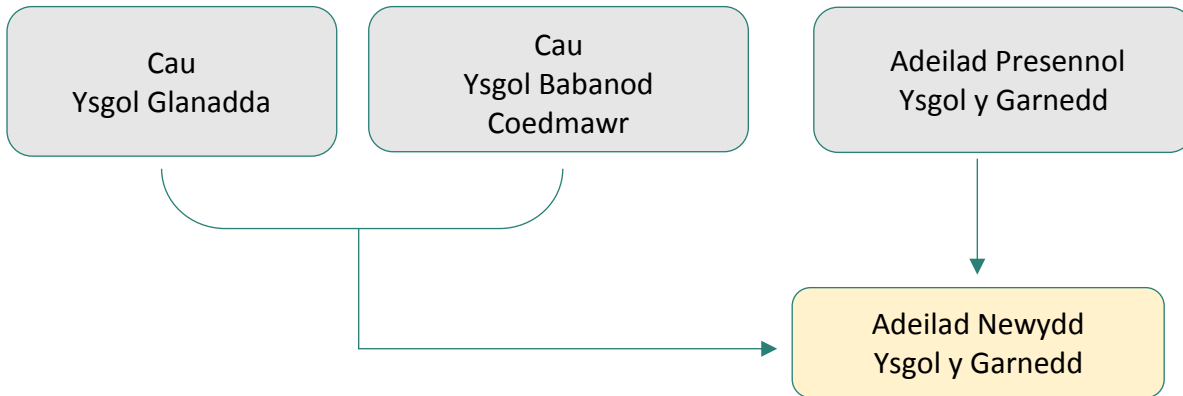 Cau
Ysgol Glanadda
Cau
Ysgol Babanod
Coedmawr
Adeilad Presennol
Ysgol y Garnedd
Adeilad Newydd
Ysgol y Garnedd